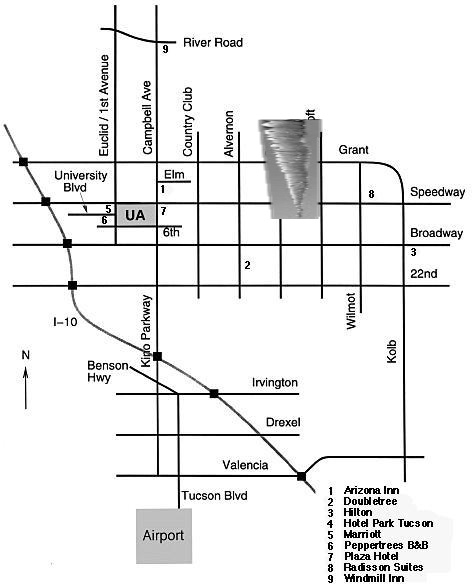 River Road
9
Euclid / 1st Avenue
Campbell Ave
Country Club
Alvernon
oft
Grant
University
Blvd
Elm
1
8
Speedway
5
UA
7
6
6th
Broadway
3
2
22nd
I-10
Kino Parkway
Wilmot
Kolb
N
Benson
Hwy
Irvington
Drexel
Valencia
Tucson Blvd
Airport
1 Arizona Inn
2 Doubletree
3 Hilton
4 Hotel Park Tucson
5 Marriott
6 Peppertrees B&B
7 Plaza Hotel
8 Radisson Suites
9 Windmill Inn